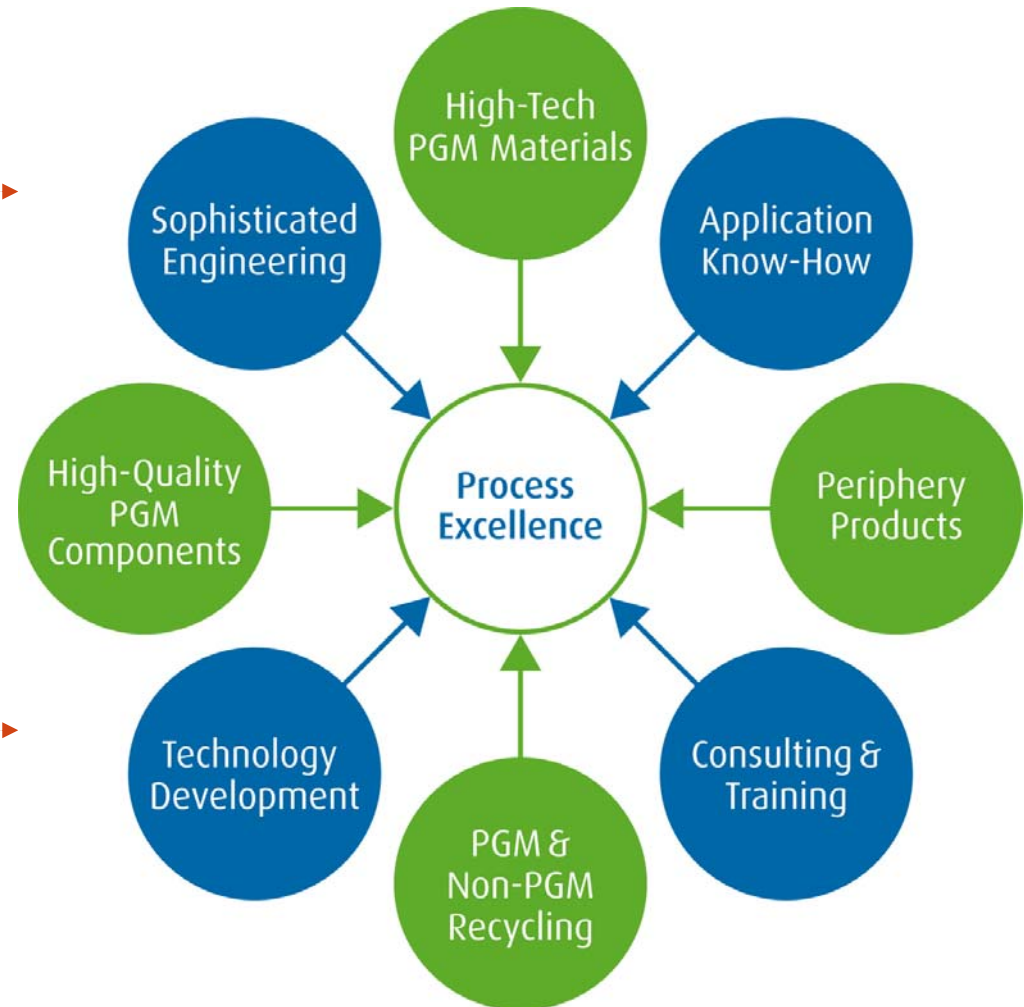 High-Tech
PGM Materials
Sophisticated
Engineering
Application
Know-How
High-Quality
PGM
Components
Process
Excellence
Periphery
Products
Technology
Development
Consulting &
Training
PGM &
Non-PGM
Recycling